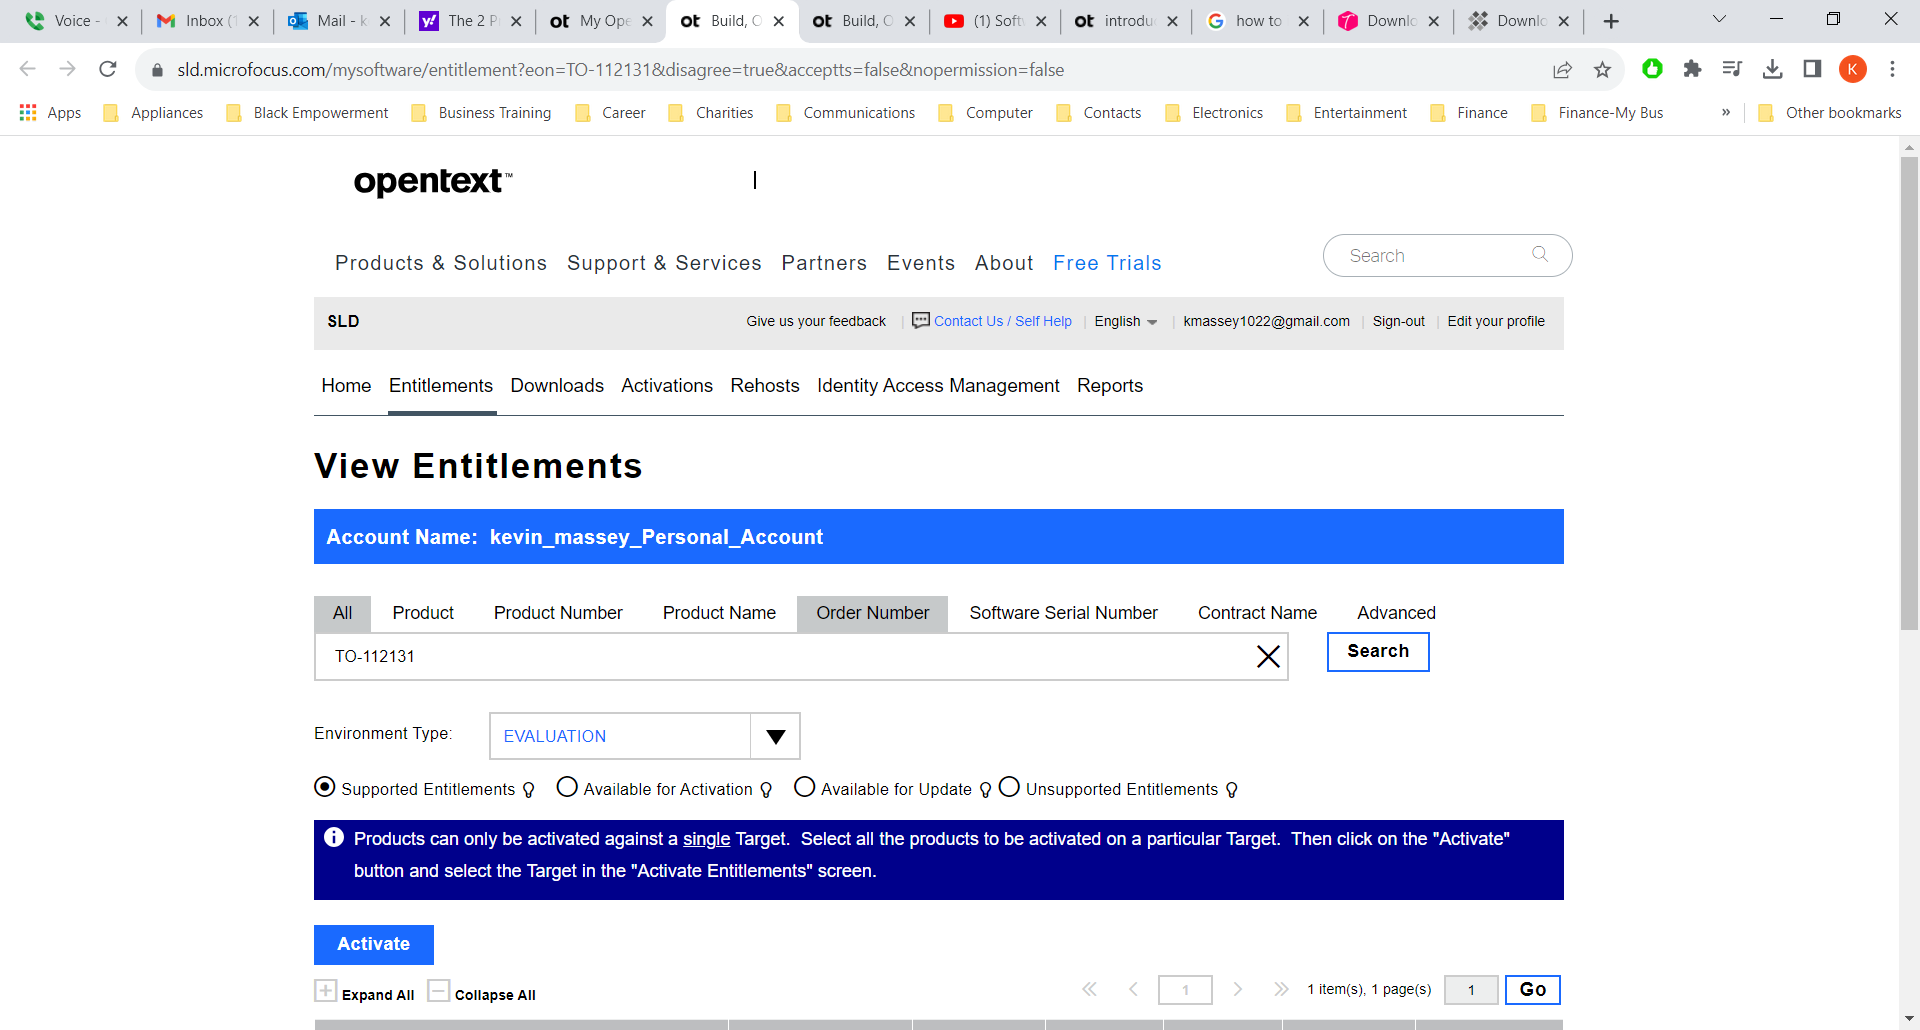 Voice -
Inbox (1
Mail - k
The 2 P
My Ope
Build, O
Build, O
(1) Soft
introdu
how to
Downlo
Downlo
sld.microfocus.com/mysoftware/entitlement?eon=TO-112131&disagree=true&acceptts=false&nopermission=false
K
Apps Appliances Black Empowerment Business Training Career Charities Communications Computer Contacts Electronics Entertainment Finance Finance-My Bus » Other bookmarks
opentext™
Products & Solutions Support & Services Partners Events About Free Trials Search
SLD Give us your feedback | Contact Us / Self Help | English | kmassey1022@gmail.com | Sign-out | Edit your profile
Home Entitlements Downloads Activations Rehosts Identity Access Management Reports
View Entitlements
Account Name: kevin_massey_Personal_Account
All Product Product Number Product Name Order Number Software Serial Number Contract Name Advanced
TO-112131 Search
Environment Type: EVALUATION
Supported Entitlements Available for Activation Available for Update Unsupported Entitlements
Products can only be activated against a single Target. Select all the products to be activated on a particular Target. Then click on the "Activate"
button and select the Target in the "Activate Entitlements" screen.
Activate
Expand All Collapse All 1 1 item(s), 1 page(s) 1 Go